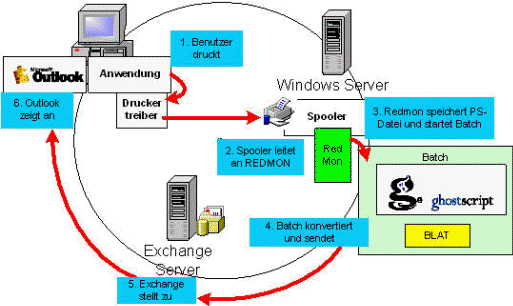 1. Benutzer
druckt
Microsoft
Outlook
Anwendung
Windows Server
6. Outlook
zeigt an
Drucker
treiber
Spooler
3. Redmon speichert PS-
Datei und startet Batch
2. Spooler leitet
an REDMON
Red
Mon
Batch
ghostscript
BLAT
4. Batch konvertiert
und sendet
Exchange
Server
5. Exchange
stellt zu